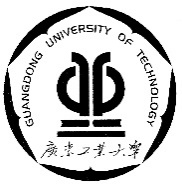 GUANGDONG UNIVERSITY OF TECHNOLOGY
廣東工業大學